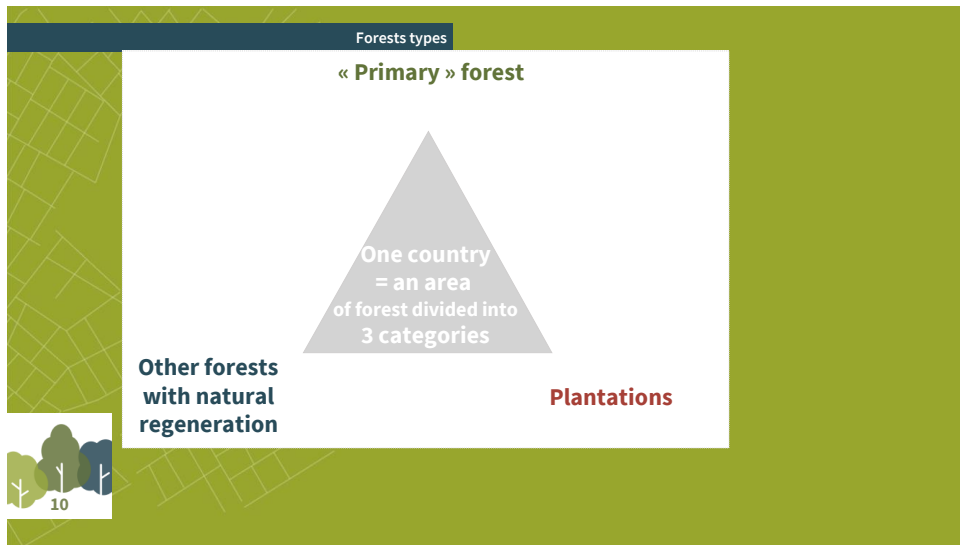 Forests types
« Primary » forest
One country
= an area
of forest divided into
3 categories
Other forests
with natural
regeneration
Plantations
10